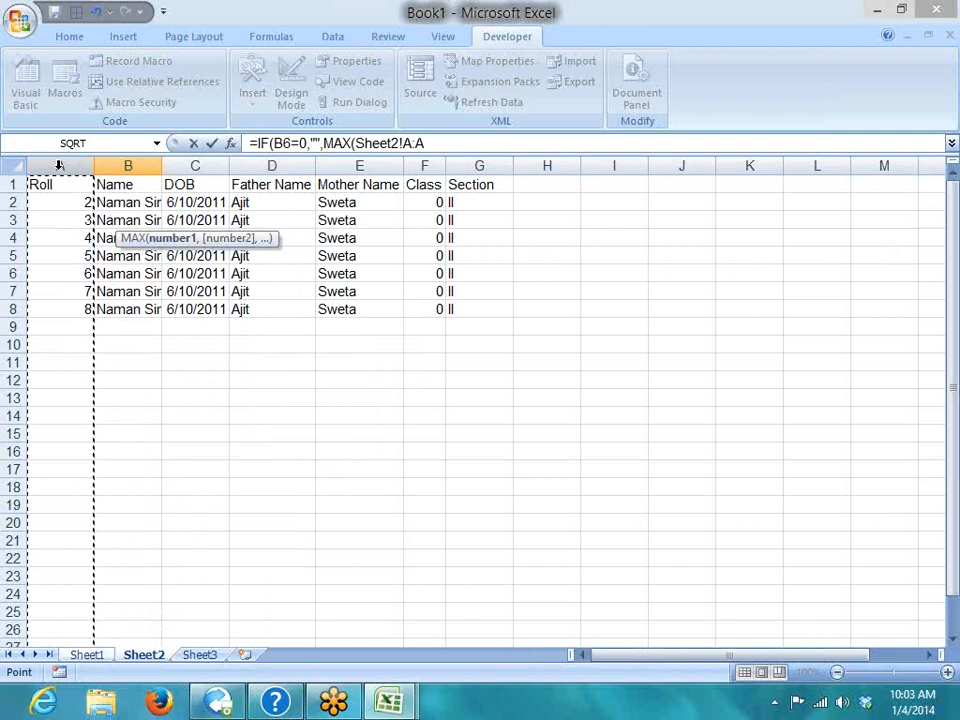 Book1 - Microsoft Excel
Home Insert Page Layout Formulas Data Review View Developer
Visual Basic
Macros
Record Macro
Use Relative References
Macro Security
Code
Insert
Design Mode
Properties
View Code
Run Dialog
Controls
Source
Map Properties
Expansion Packs
Refresh Data
Import
Export
XML
Document Panel
Modify
SQRT =IF(B6=0,"",MAX(Sheet2!A:A
A B C D E F G H I J K L M
1 Roll Name DOB Father Name Mother Name Class Section
2 2 Naman Sir 6/10/2011 Ajit Sweta 0 II
3 3 Naman Sir 6/10/2011 Ajit Sweta 0 II
4 4 Na MAX(number1, [number2], ...) Sweta 0 II
5 5 Naman Sir 6/10/2011 Ajit Sweta 0 II
6 6 Naman Sir 6/10/2011 Ajit Sweta 0 II
7 7 Naman Sir 6/10/2011 Ajit Sweta 0 II
8 8 Naman Sir 6/10/2011 Ajit Sweta 0 II
9
10
11
12
13
14
15
16
17
18
19
20
21
22
23
24
25
26
27
Sheet1 Sheet2 Sheet3
Point 100%
10:03 AM
1/4/2014